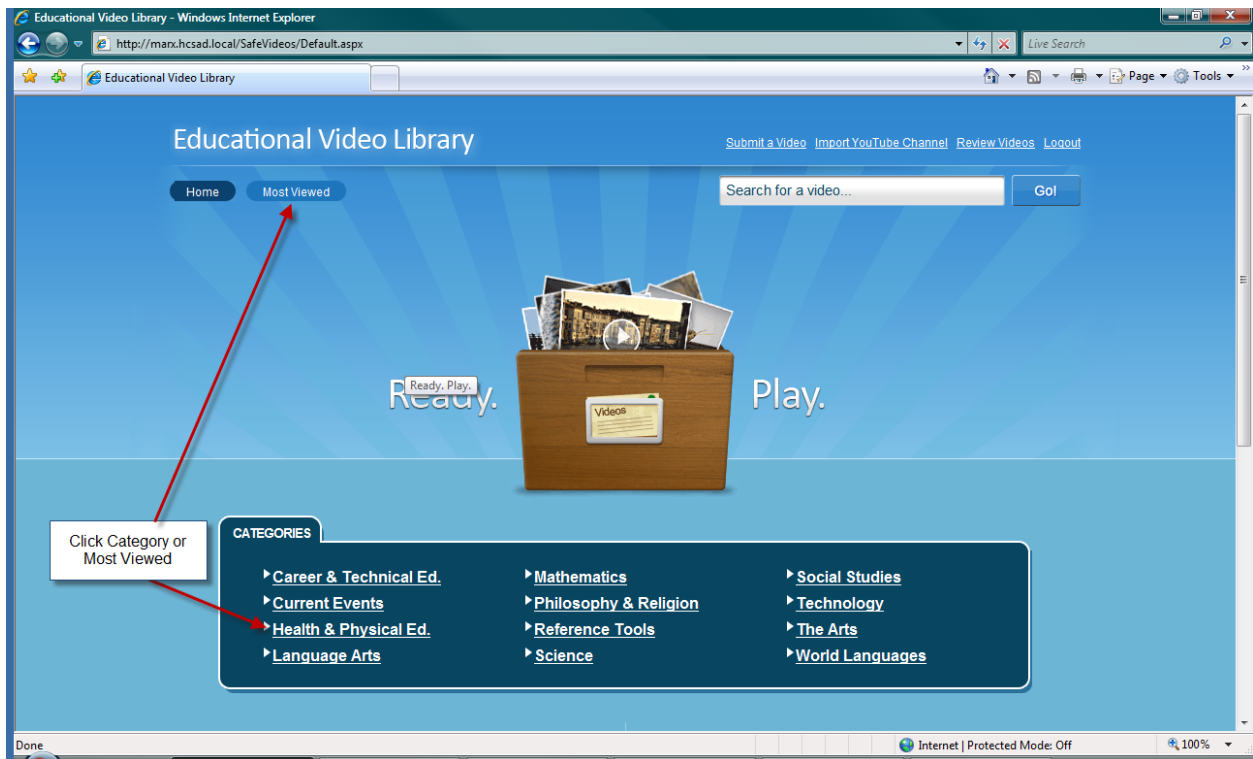 Educational Video Library - Windows Internet Explorer
http://marx.hcsad.local/SafeVideos/Default.aspx
Live Search
Educational Video Library
Page
Tools
Educational Video Library
Submit a Video Import YouTube Channel Review Videos Logout
Home Most Viewed
Search for a video...
Go!
Ready. Play.
Ready.
Play.
Videos
Click Category or
Most Viewed
CATEGORIES
Career & Technical Ed.
Current Events
Health & Physical Ed.
Language Arts
Mathematics
Philosophy & Religion
Reference Tools
Science
Social Studies
Technology
The Arts
World Languages
Done
Internet | Protected Mode: Off
100%